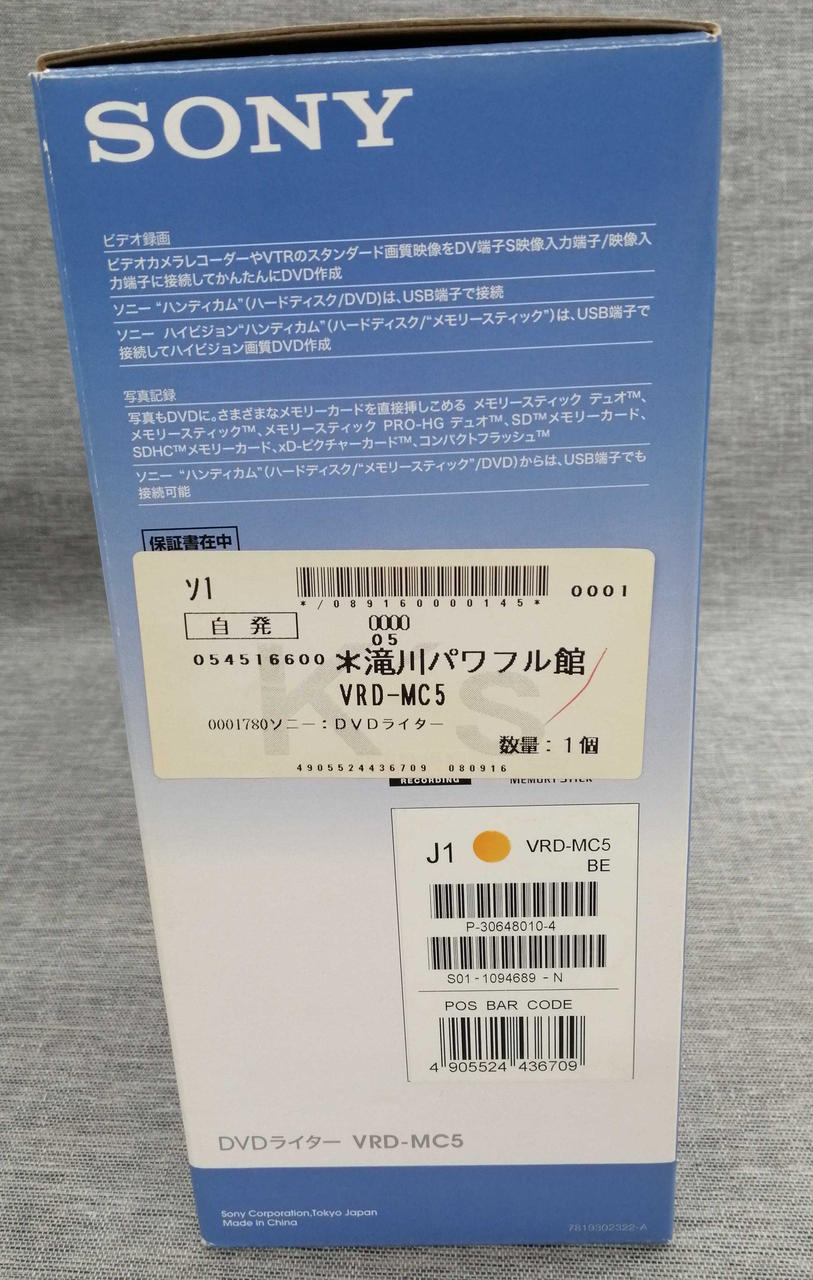 SONY
ビデオ録画
ビデオカメラレコーダーやVTRのスタンダード画質映像をDV端子S映像入力端子/映像入
力端子に接続してかんたんにDVD作成
ソニー “ハンディカム”(ハードディスク/DVD)は、USB端子で接続
ソニー ハイビジョン“ハンディカム”(ハードディスク/“メモリースティック”)は、USB端子で
接続してハイビジョン画質DVD作成
写真記録
写真もDVDに。さまざまなメモリーカードを直接挿しこめる メモリースティック デュオ™、
メモリースティック™、メモリースティック PRO-HG デュオ™、SD™メモリーカード、
SDHC™メモリーカード、xD-ピクチャーカード™、コンパクトフラッシュ™
ソニー “ハンディカム”(ハードディスク/“メモリースティック”/DVD)からは、USB端子でも
接続可能
保証書在中
ソ1
*/089160000145*
0001
自発
0000
05
054516600 *滝川パワフル館
K's
VRD-MC5
0001780ソニー:DVDライター
数量:1個
4905524436709 080916
RECORDING
MEMORY STICK
J1
VRD-MC5
BE
P-30648010-4
S01-1094689-N
POS BAR CODE
4 905524 436709
DVDライター VRD-MC5
Sony Corporation,Tokyo Japan
Made in China
7819302322-A